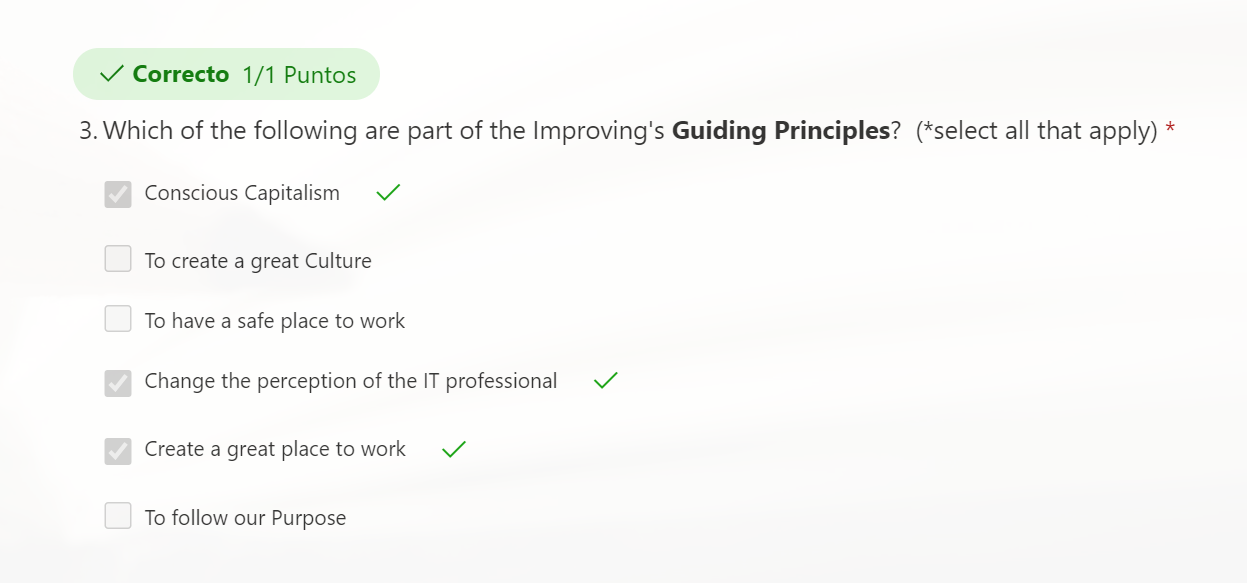 Correcto 1/1 Puntos
3. Which of the following are part of the Improving's Guiding Principles? (*select all that apply) *
Conscious Capitalism
To create a great Culture
To have a safe place to work
Change the perception of the IT professional
Create a great place to work
To follow our Purpose